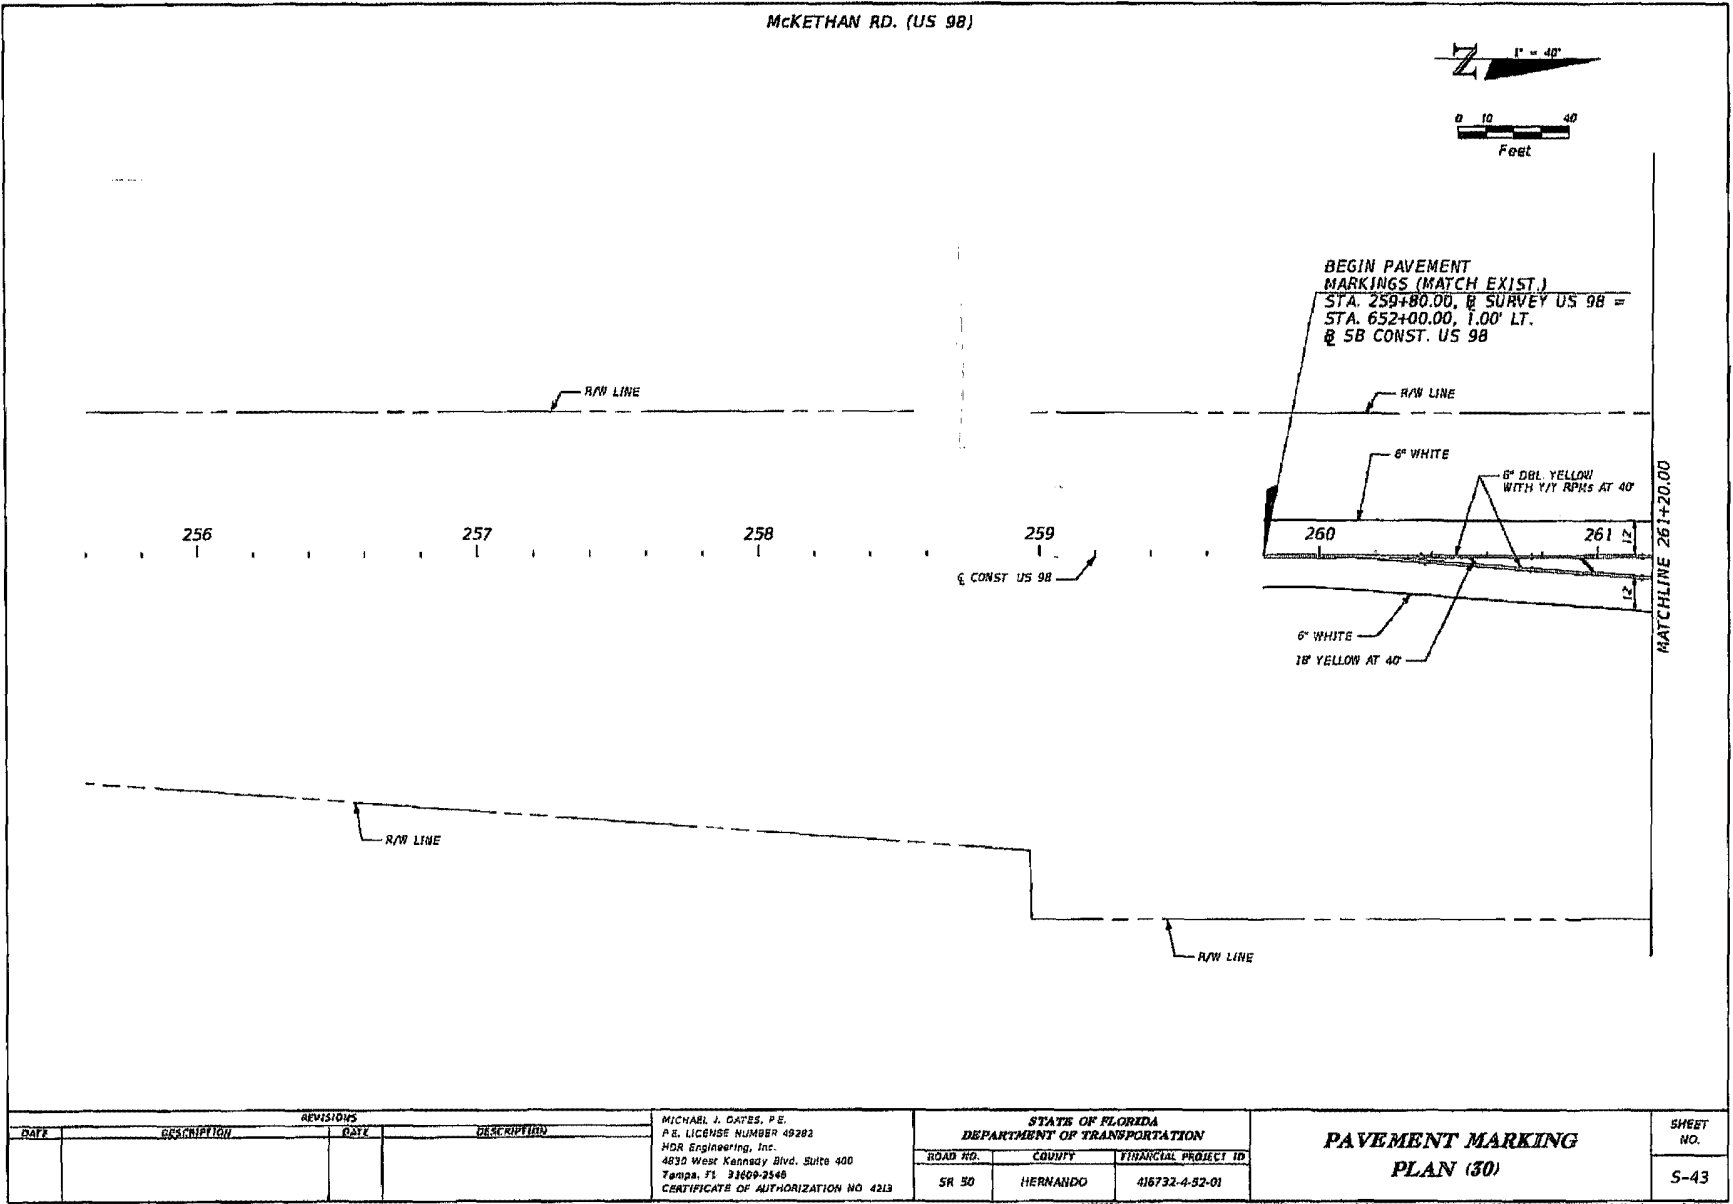 McKETHAN RD. (US 98)
N
1" = 40'
0 10 40
Feet
BEGIN PAVEMENT
MARKINGS (MATCH EXIST.)
STA. 259+80.00, ℄ SURVEY US 98 =
STA. 652+00.00, 1.00' LT.
℄ SB CONST. US 98
R/W LINE
R/W LINE
6" WHITE
6" DBL. YELLOW
WITH Y/Y RPMs AT 40'
256 257 258 259 260 261
12'
℄ CONST US 98
12'
MATCHLINE 261+20.00
6" WHITE
18" YELLOW AT 40'
R/W LINE
R/W LINE
REVISIONS
DATE DESCRIPTION DATE DESCRIPTION
MICHAEL J. OATES, P.E.
P.E. LICENSE NUMBER 49282
HDR Engineering, Inc.
4830 West Kennedy Blvd. Suite 400
Tampa, FL 33609-2548
CERTIFICATE OF AUTHORIZATION NO 4213
STATE OF FLORIDA
DEPARTMENT OF TRANSPORTATION
ROAD NO. COUNTY FINANCIAL PROJECT ID
SR 50 HERNANDO 416732-4-52-01
PAVEMENT MARKING
PLAN (30)
SHEET
NO.
S-43